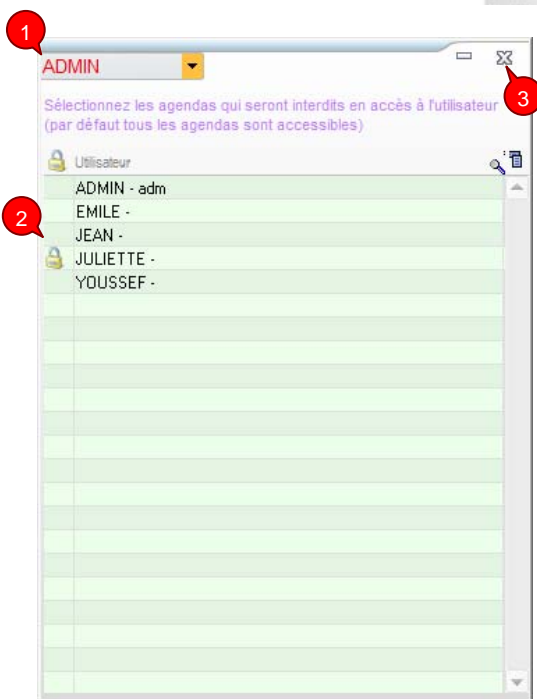 1
ADMIN
3
Sélectionnez les agendas qui seront interdits en accès à l'utilisateur
(par défaut tous les agendas sont accessibles)
Utilisateur
ADMIN - adm
2
EMILE -
JEAN -
JULIETTE -
YOUSSEF -